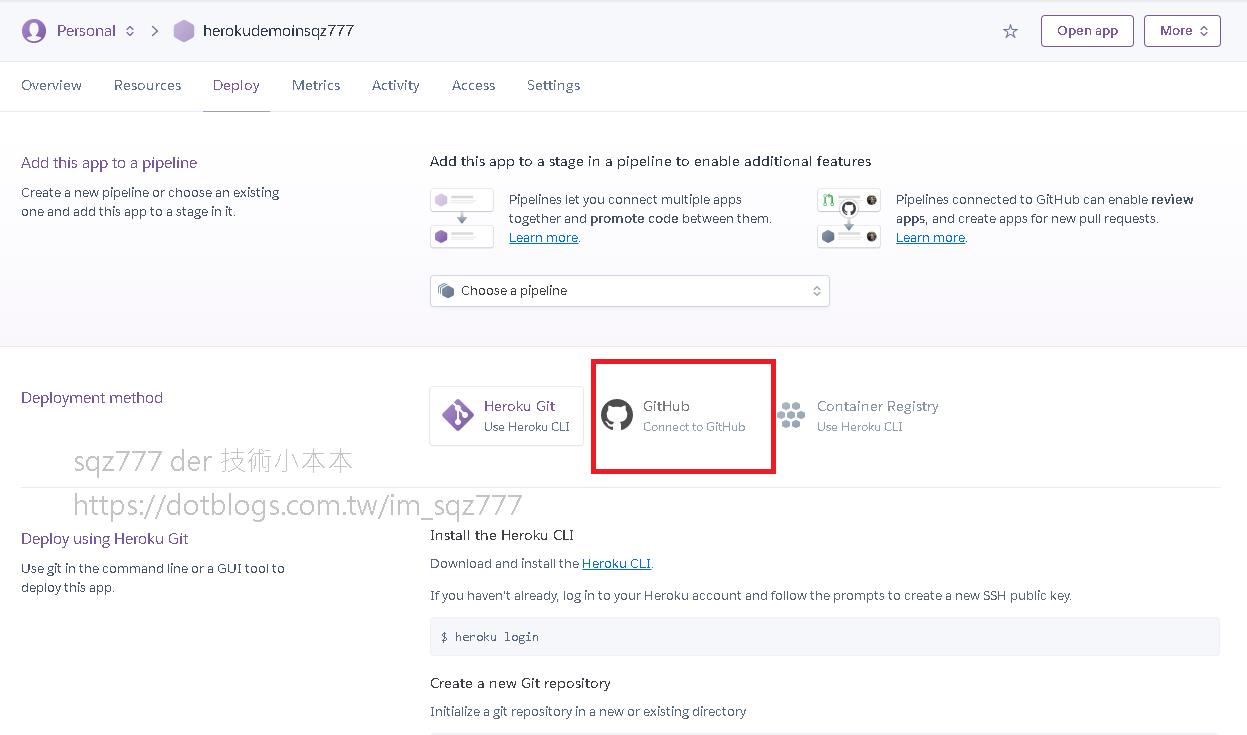 Personal
herokudemoinsqz777
Open app
More
Overview
Resources
Deploy
Metrics
Activity
Access
Settings
Add this app to a pipeline
Create a new pipeline or choose an existing
one and add this app to a stage in it.
Add this app to a stage in a pipeline to enable additional features
Pipelines let you connect multiple apps
together and promote code between them.
Learn more.
Pipelines connected to GitHub can enable review
apps, and create apps for new pull requests.
Learn more.
Choose a pipeline
Deployment method
Heroku Git
Use Heroku CLI
GitHub
Connect to GitHub
Container Registry
Use Heroku CLI
sqz777 der 技術小本本
https://dotblogs.com.tw/im_sqz777
Deploy using Heroku Git
Use git in the command line or a GUI tool to
deploy this app.
Install the Heroku CLI
Download and install the Heroku CLI.
If you haven't already, log in to your Heroku account and follow the prompts to create a new SSH public key.
$ heroku login
Create a new Git repository
Initialize a git repository in a new or existing directory